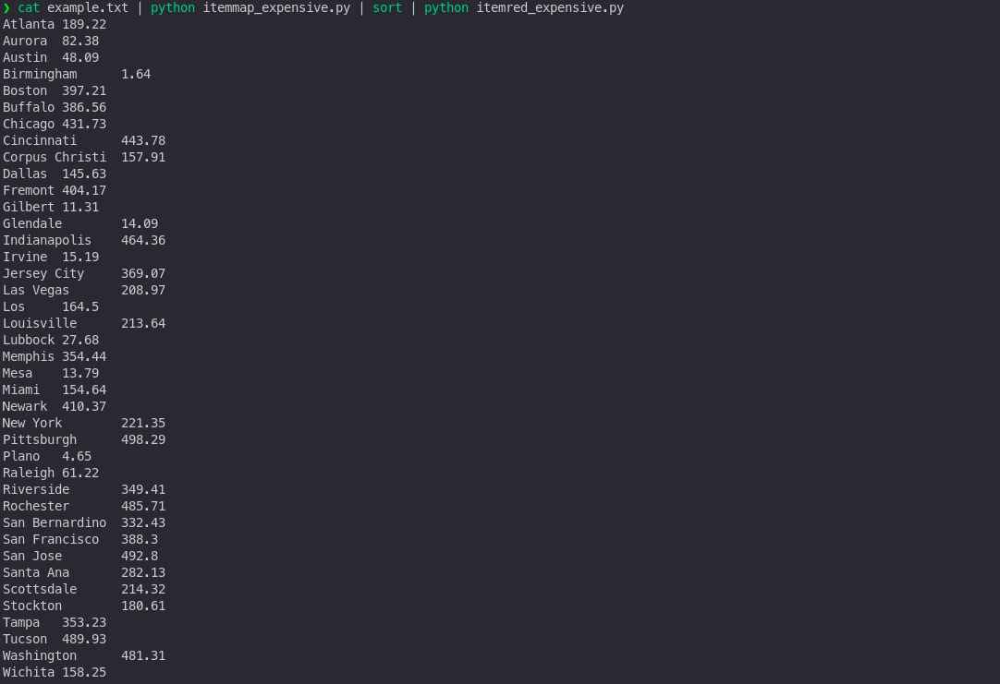 ❯ cat example.txt | python itemmap_expensive.py | sort | python itemred_expensive.py
Atlanta 189.22
Aurora  82.38
Austin  48.09
Birmingham      1.64
Boston  397.21
Buffalo 386.56
Chicago 431.73
Cincinnati      443.78
Corpus Christi  157.91
Dallas  145.63
Fremont 404.17
Gilbert 11.31
Glendale        14.09
Indianapolis    464.36
Irvine  15.19
Jersey City     369.07
Las Vegas       208.97
Los     164.5
Louisville      213.64
Lubbock 27.68
Memphis 354.44
Mesa    13.79
Miami   154.64
Newark  410.37
New York        221.35
Pittsburgh      498.29
Plano   4.65
Raleigh 61.22
Riverside       349.41
Rochester       485.71
San Bernardino  332.43
San Francisco   388.3
San Jose        492.8
Santa Ana       282.13
Scottsdale      214.32
Stockton        180.61
Tampa   353.23
Tucson  489.93
Washington      481.31
Wichita 158.25